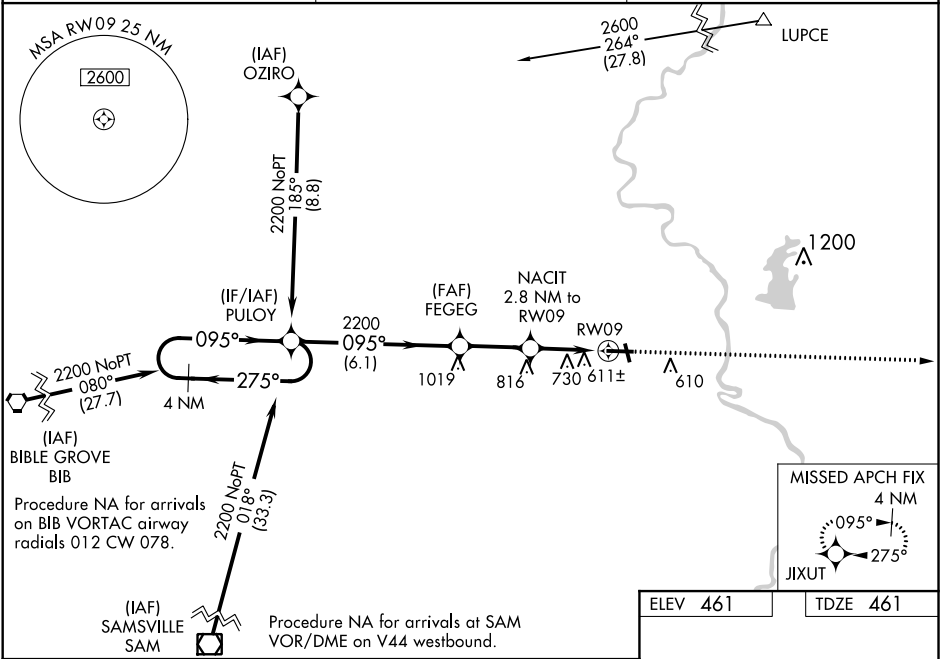 MSA RW09 25 NM
2600
(IAF)
OZIRO
2600
264°
(27.8)
LUPCE
2200 NoPT
185°
(8.8)
1200
(IF/IAF)
PULOY
095°
275°
4 NM
2200
095°
(6.1)
(FAF)
FEGEG
NACIT
2.8 NM to
RW09
RW09
1019
816
730
611±
610
2200 NoPT
080°
(27.7)
(IAF)
BIBLE GROVE
BIB
Procedure NA for arrivals
on BIB VORTAC airway
radials 012 CW 078.
2200 NoPT
018°
(33.3)
(IAF)
SAMSVILLE
SAM
Procedure NA for arrivals at SAM
VOR/DME on V44 westbound.
MISSED APCH FIX
4 NM
095°
275°
JIXUT
ELEV 461
TDZE 461